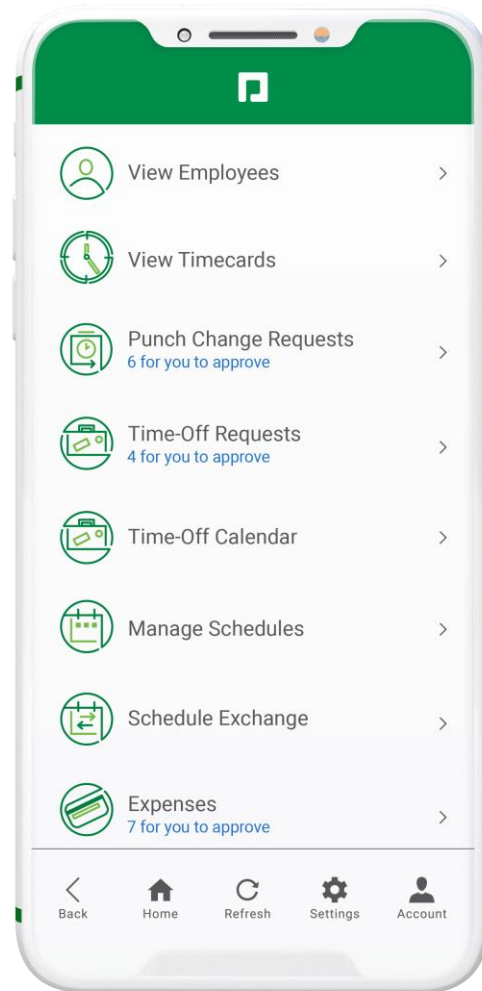 View Employees
View Timecards
Punch Change Requests
6 for you to approve
Time-Off Requests
4 for you to approve
Time-Off Calendar
Manage Schedules
Schedule Exchange
Expenses
7 for you to approve
Back Home Refresh Settings Account